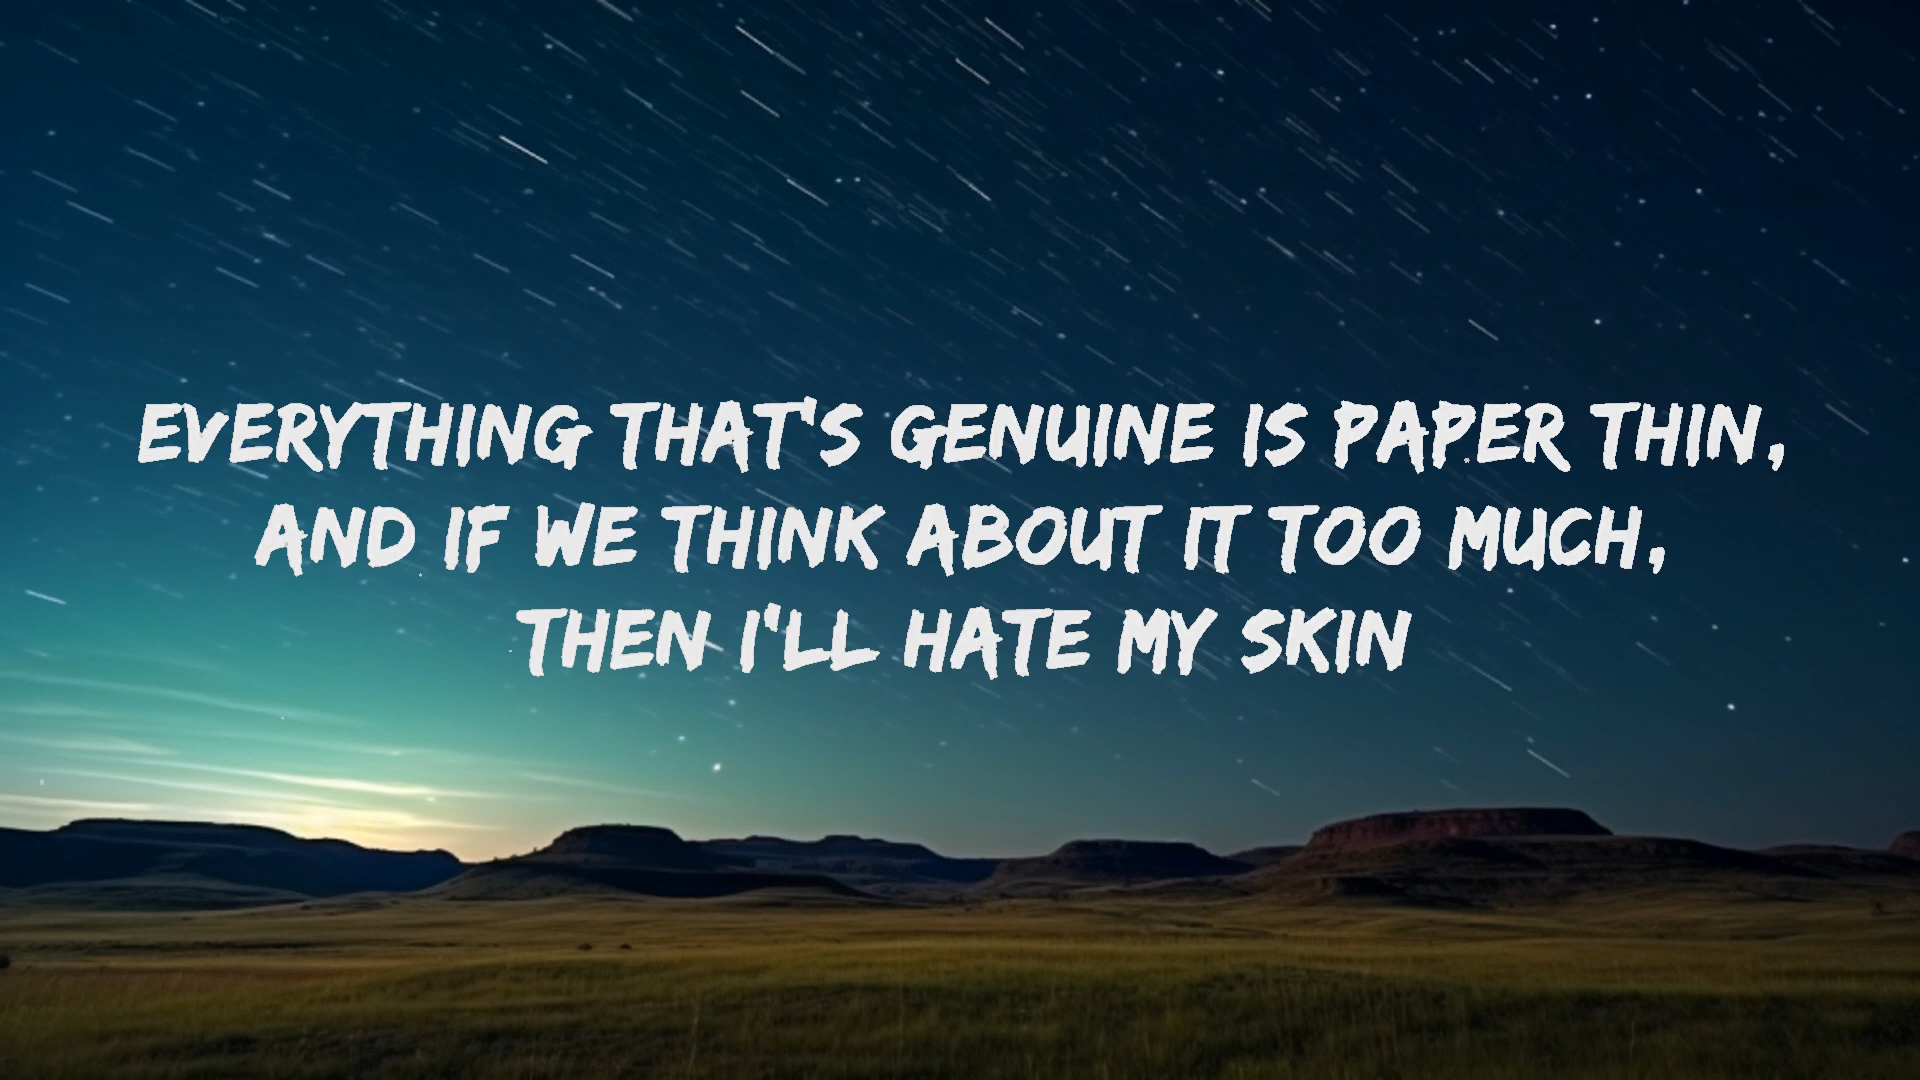 EVERYTHING THAT'S GENUINE IS PAPER THIN,
AND IF WE THINK ABOUT IT TOO MUCH,
THEN I'LL HATE MY SKIN